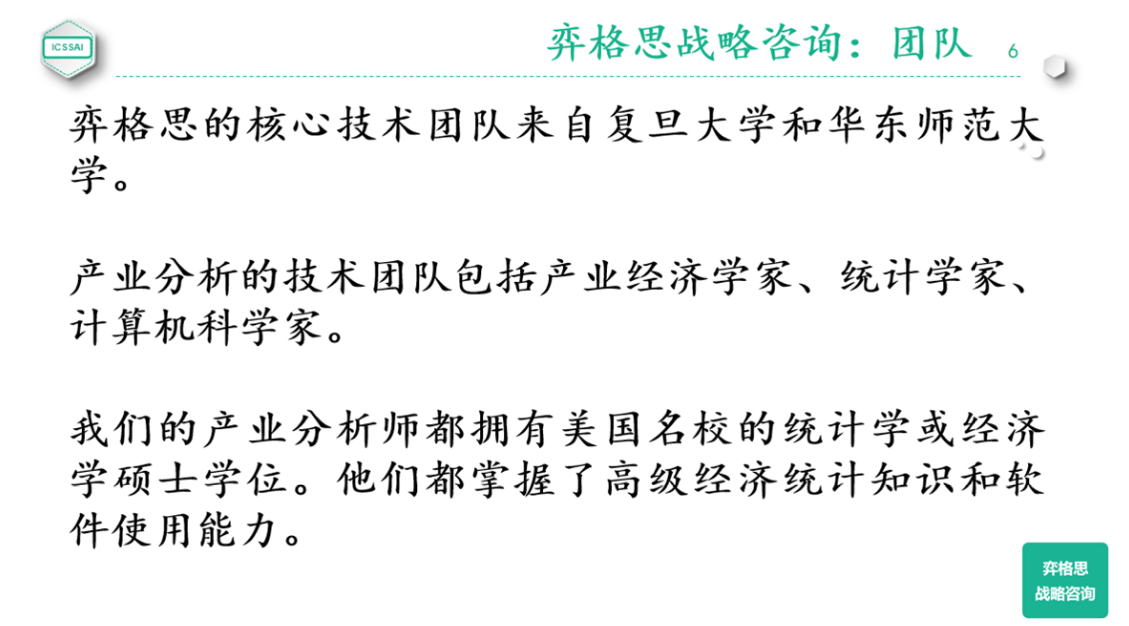 ICSSAI
弈格思战略咨询：团队
6
弈格思的核心技术团队来自复旦大学和华东师范大
学。
产业分析的技术团队包括产业经济学家、统计学家、
计算机科学家。
我们的产业分析师都拥有美国名校的统计学或经济
学硕士学位。他们都掌握了高级经济统计知识和软
件使用能力。
弈格思
战略咨询